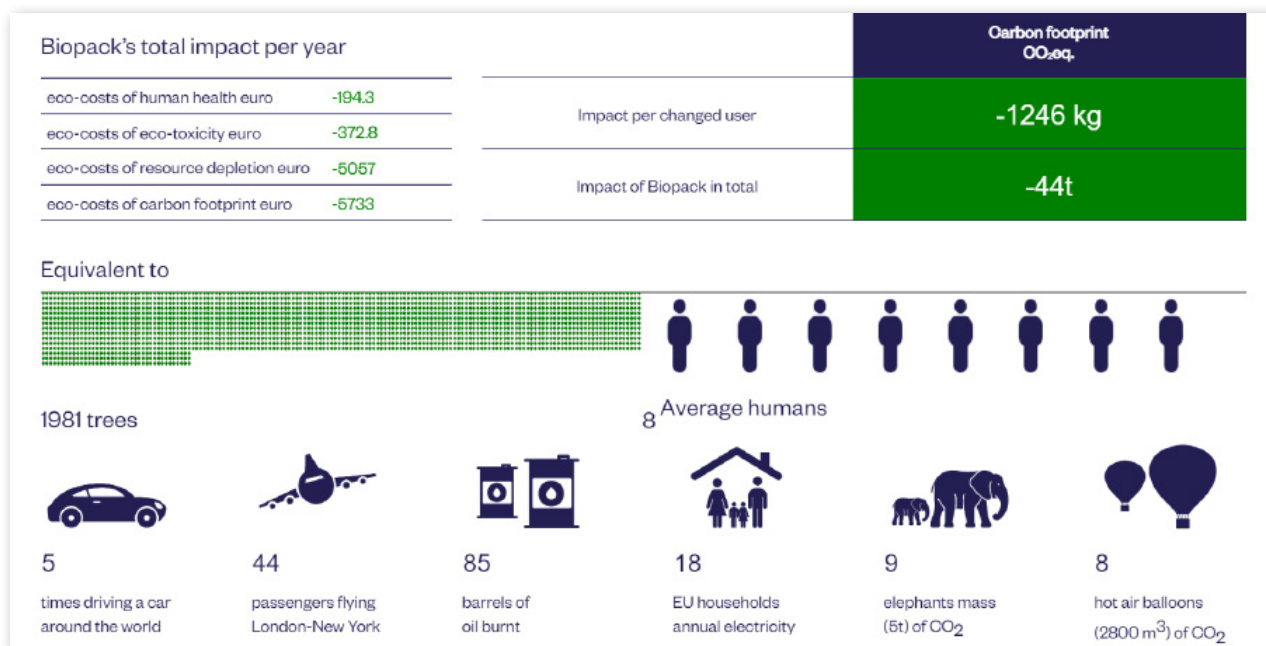 Biopack's total impact per year
eco-costs of human health euro -194.3
eco-costs of eco-toxicity euro -372.8
eco-costs of resource depletion euro -5057
eco-costs of carbon footprint euro -5733
Carbon footprint
CO₂eq.
Impact per changed user -1246 kg
Impact of Biopack in total -44t
Equivalent to
1981 trees
8 Average humans
5
times driving a car
around the world
44
passengers flying
London-New York
85
barrels of
oil burnt
18
EU households
annual electricity
9
elephants mass
(5t) of CO₂
8
hot air balloons
(2800 m³) of CO₂